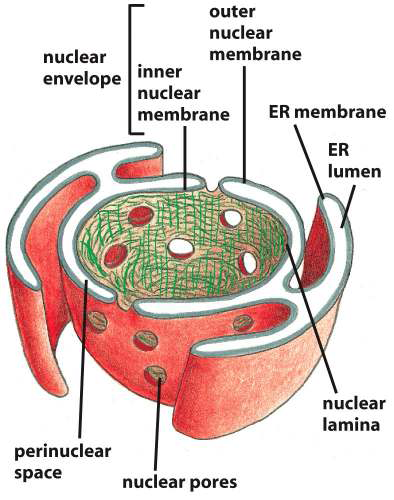 outer
nuclear
membrane
nuclear
envelope
inner
nuclear
membrane
ER membrane
ER
lumen
nuclear
lamina
perinuclear
space
nuclear pores